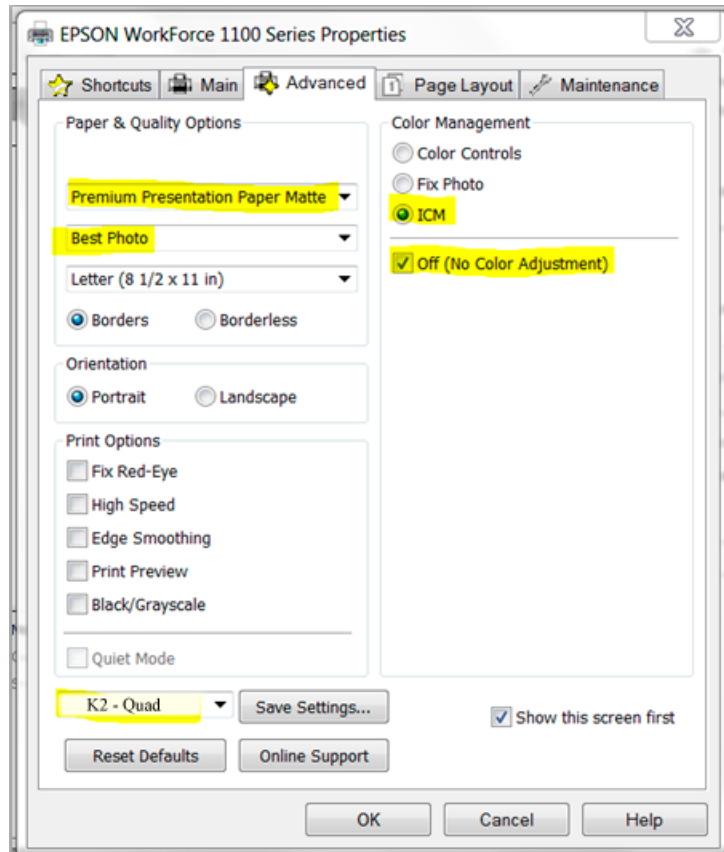 EPSON WorkForce 1100 Series Properties
Shortcuts Main Advanced 1 Page Layout Maintenance
Paper & Quality Options
Premium Presentation Paper Matte
Best Photo
Letter (8 1/2 x 11 in)
Borders Borderless
Orientation
Portrait Landscape
Print Options
Fix Red-Eye
High Speed
Edge Smoothing
Print Preview
Black/Grayscale
Quiet Mode
Color Management
Color Controls
Fix Photo
ICM
Off (No Color Adjustment)
K2 - Quad Save Settings...
Show this screen first
Reset Defaults Online Support
OK Cancel Help